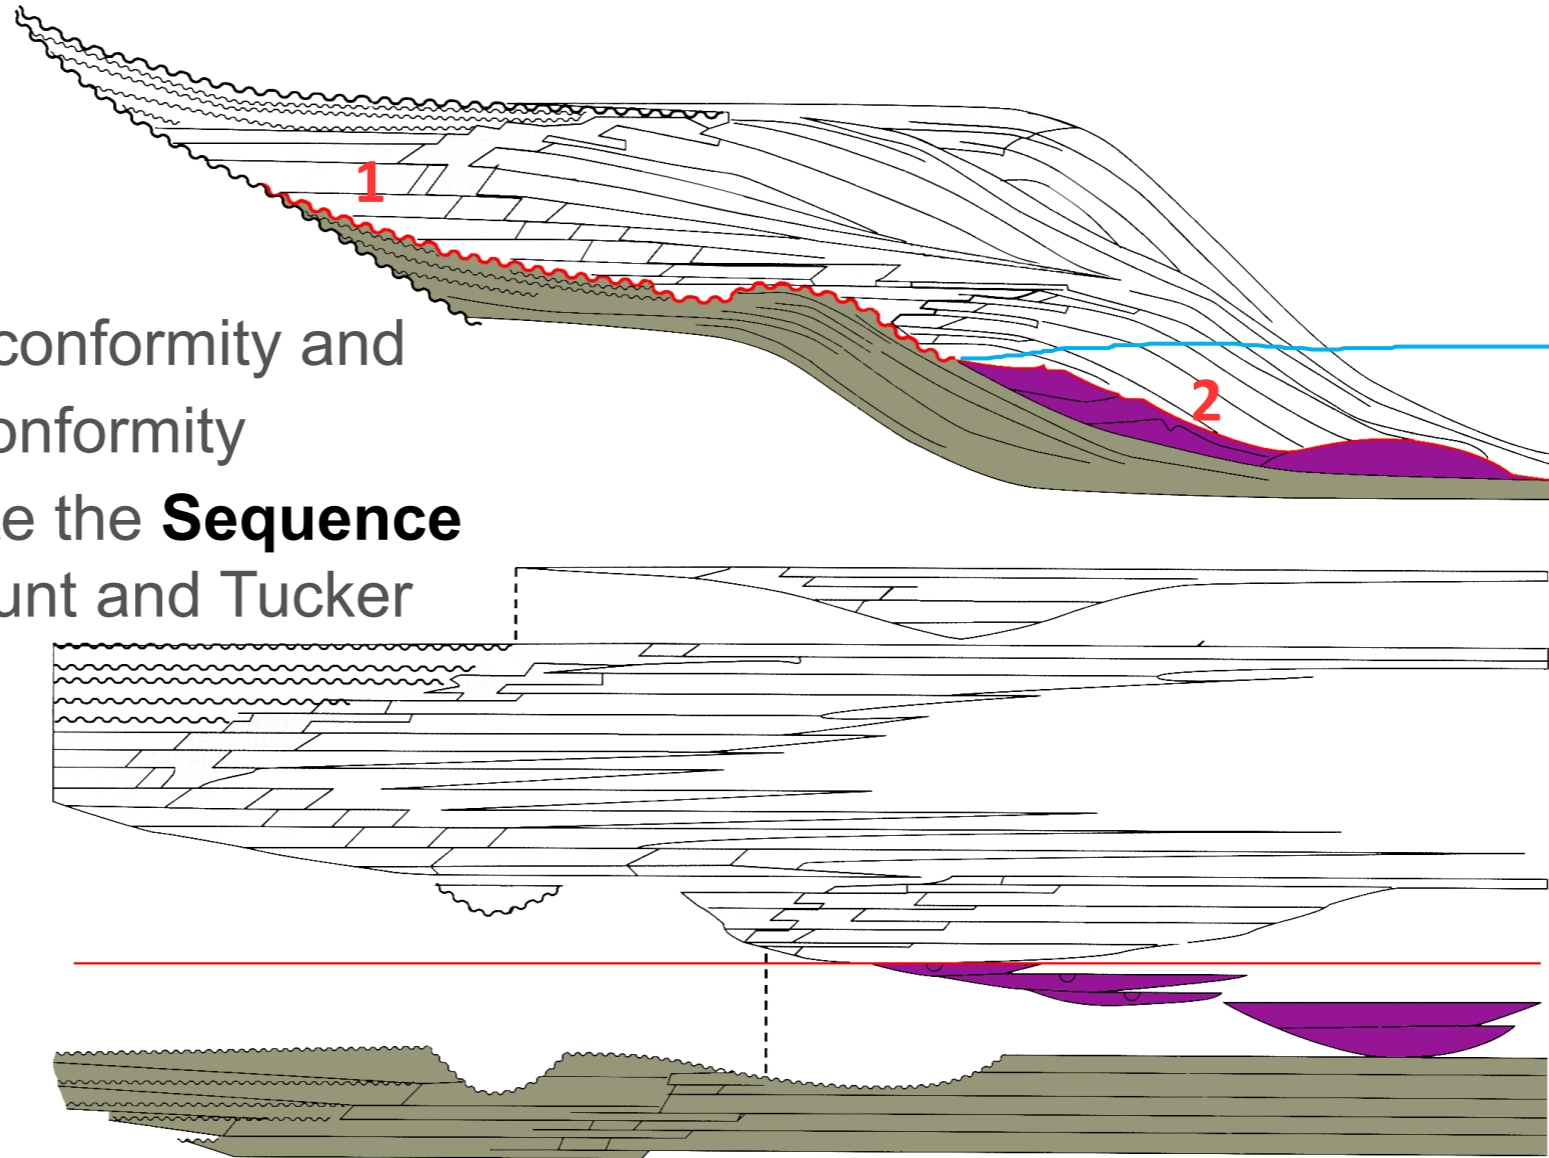 1
conformity and
2
onformity
e the Sequence
unt and Tucker